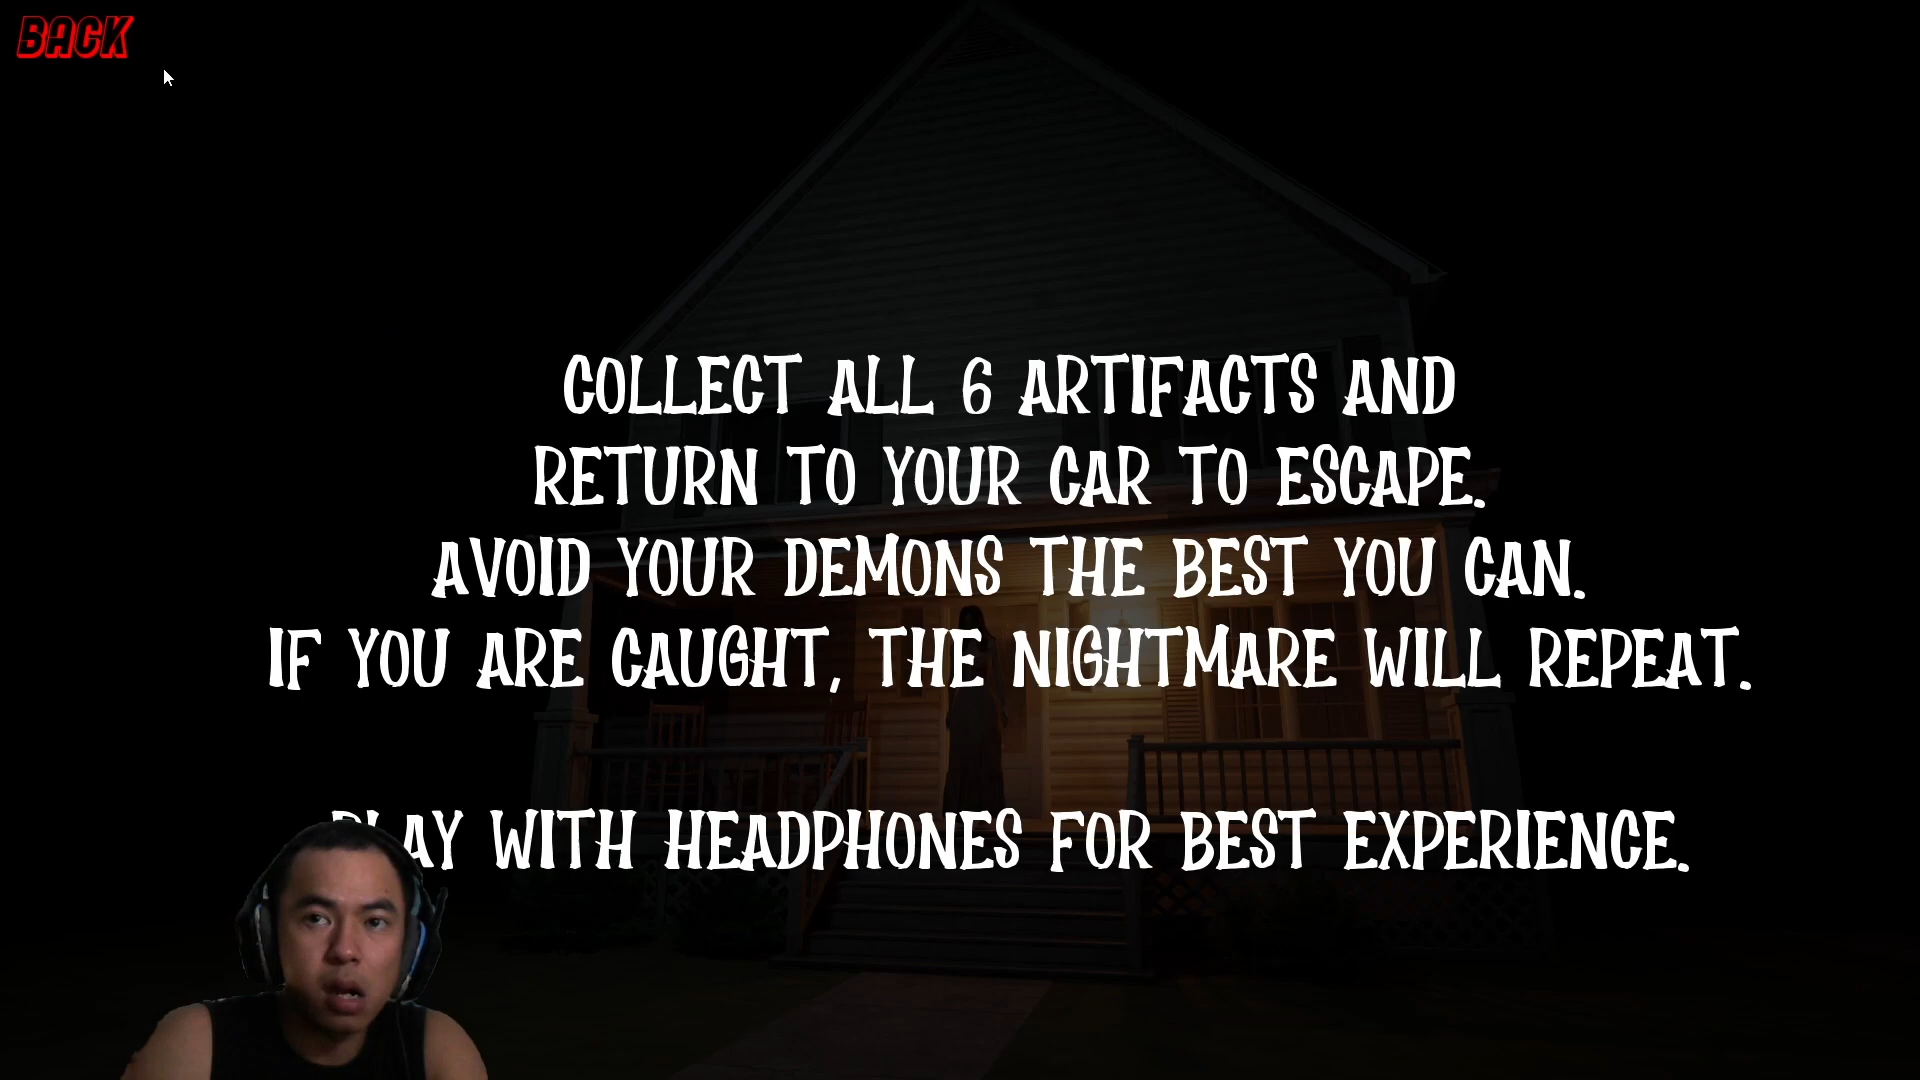 BACK
COLLECT ALL 6 ARTIFACTS AND
RETURN TO YOUR CAR TO ESCAPE.
AVOID YOUR DEMONS THE BEST YOU CAN.
IF YOU ARE CAUGHT, THE NIGHTMARE WILL REPEAT.
PLAY WITH HEADPHONES FOR BEST EXPERIENCE.